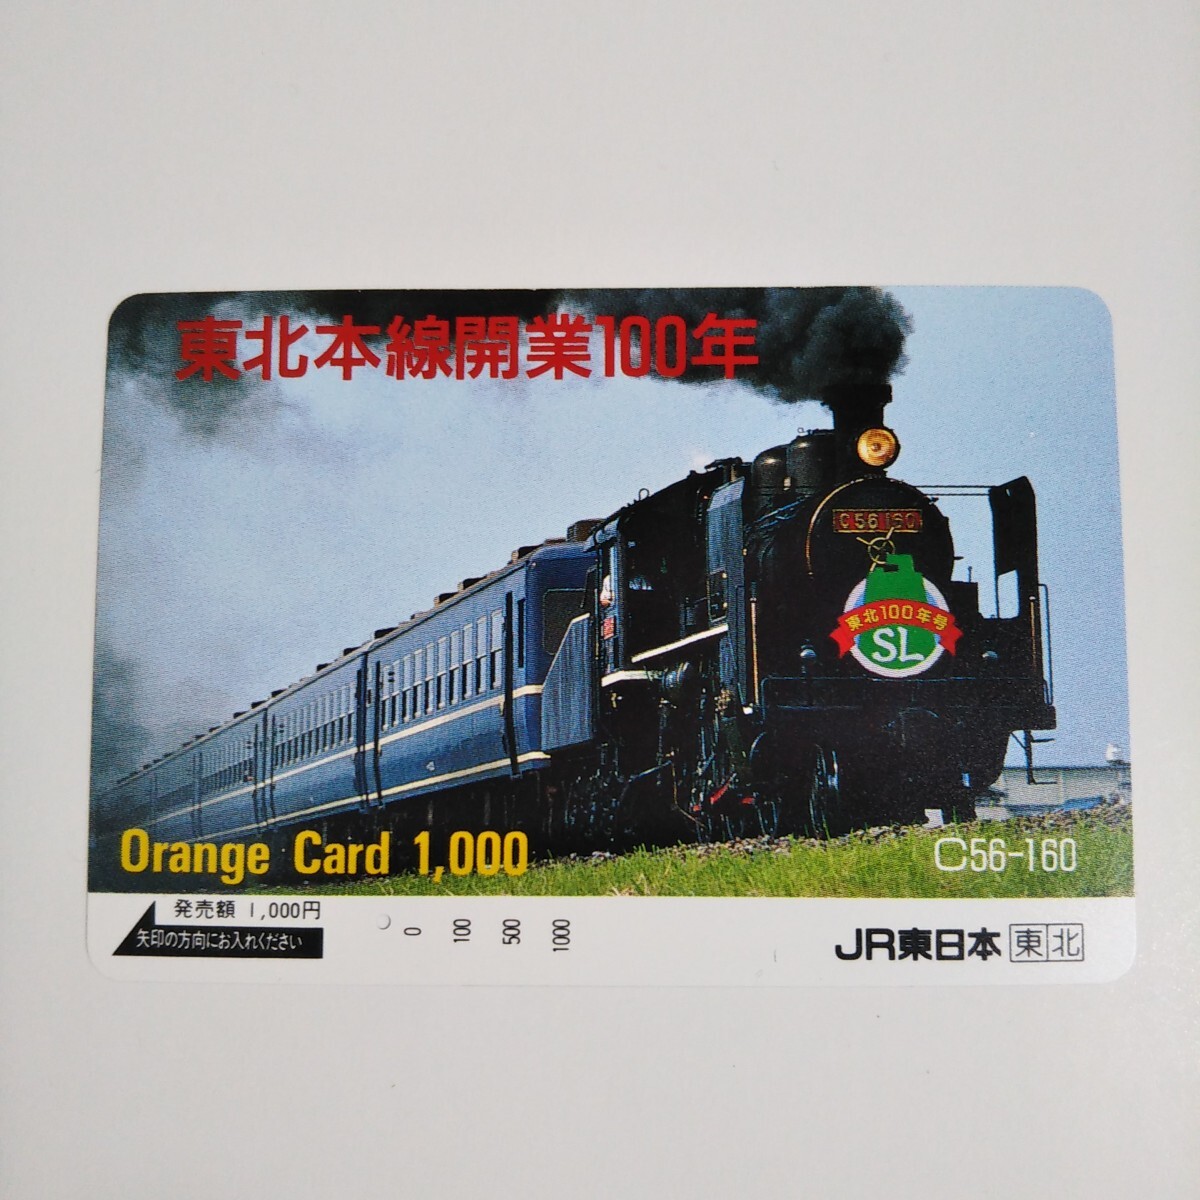 東北本線開業100年
C56 160
東北100年号
SL
Orange Card 1,000
C56-160
発売額 1,000円
矢印の方向にお入れください
0 100 500 1000
JR東日本 東北
4